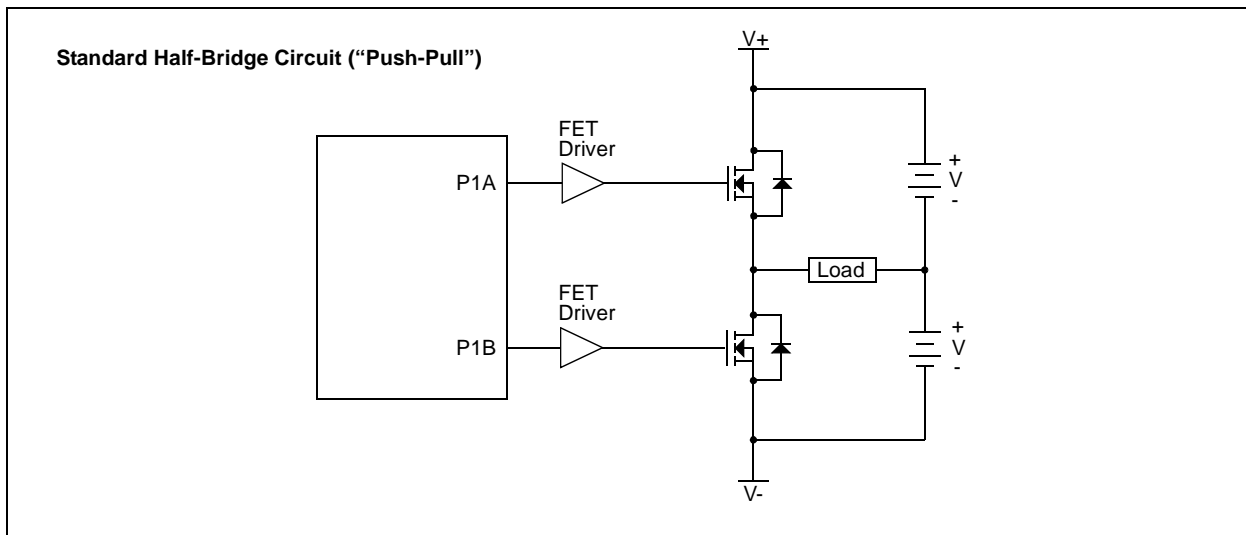 Standard Half-Bridge Circuit (“Push-Pull”)
V+
FET
Driver
P1A
+
V
-
Load
FET
Driver
P1B
+
V
-
V-